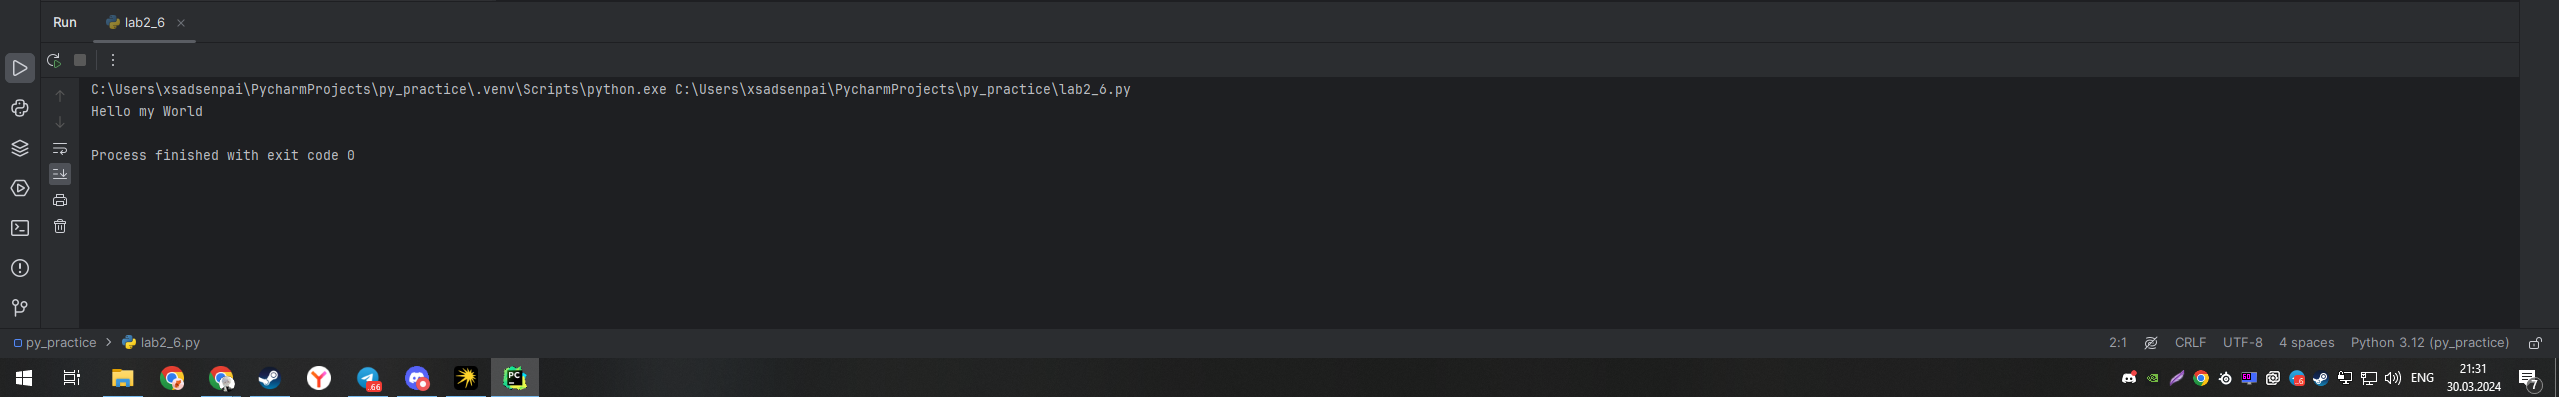 Run lab2_6
C:\Users\xsadsenpai\PycharmProjects\py_practice\.venv\Scripts\python.exe C:\Users\xsadsenpai\PycharmProjects\py_practice\lab2_6.py
Hello my World
Process finished with exit code 0
py_practice > lab2_6.py 2:1 CRLF UTF-8 4 spaces Python 3.12 (py_practice)
.66 PC ENG 21:31
30.03.2024 7